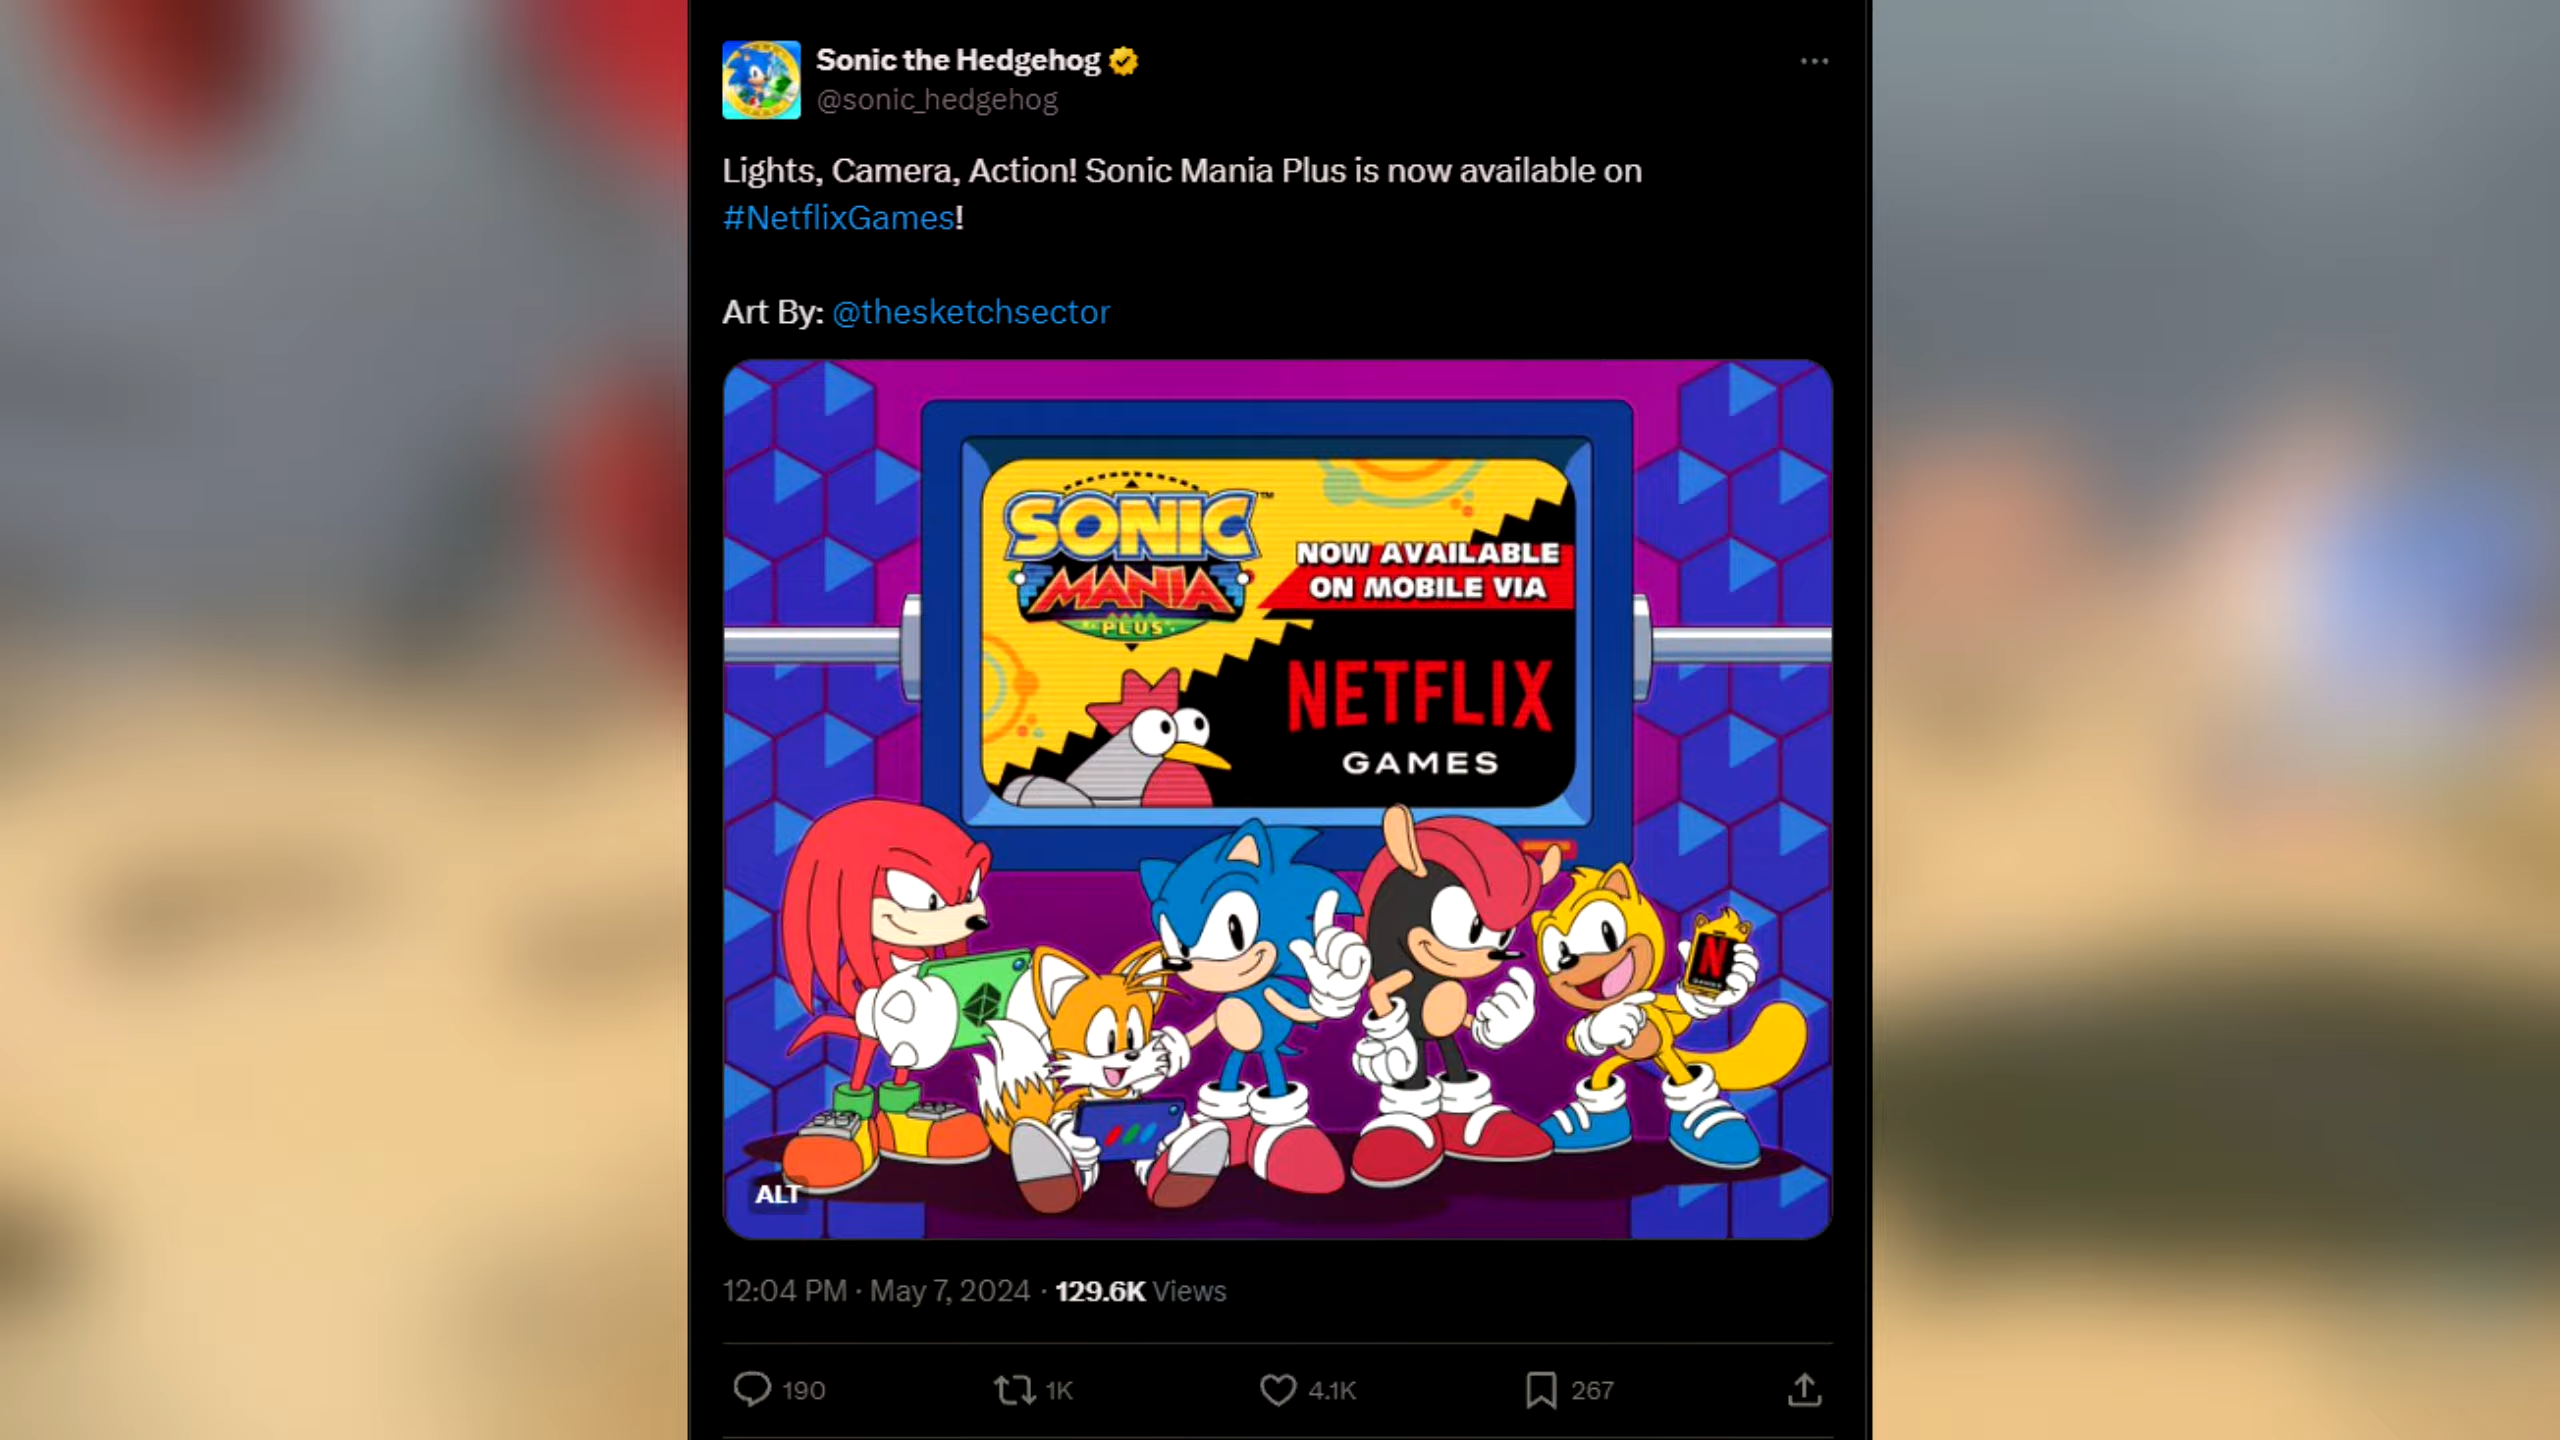 Sonic the Hedgehog
@sonic_hedgehog
Lights, Camera, Action! Sonic Mania Plus is now available on
#NetflixGames!
Art By: @thesketchsector
SONIC™
MANIA
PLUS
NOW AVAILABLE
ON MOBILE VIA
NETFLIX
GAMES
N
GAMES
ALT
12:04 PM · May 7, 2024 · 129.6K Views
190 1K 4.1K 267